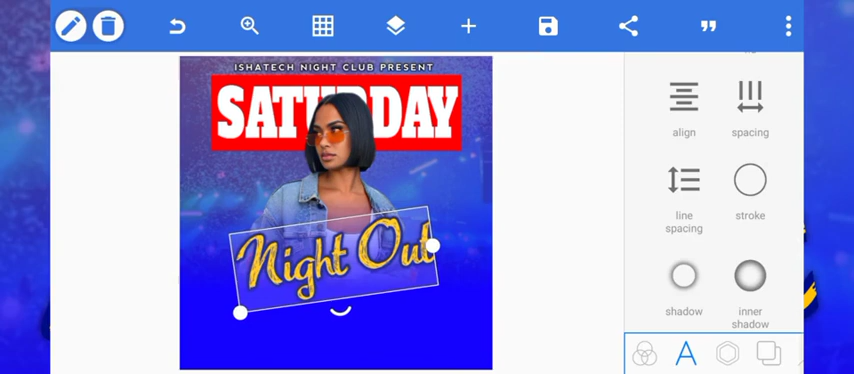 ISHATECH NIGHT CLUB PRESENT
SATURDAY
Night Out
align
spacing
line
spacing
stroke
shadow
inner
shadow
A